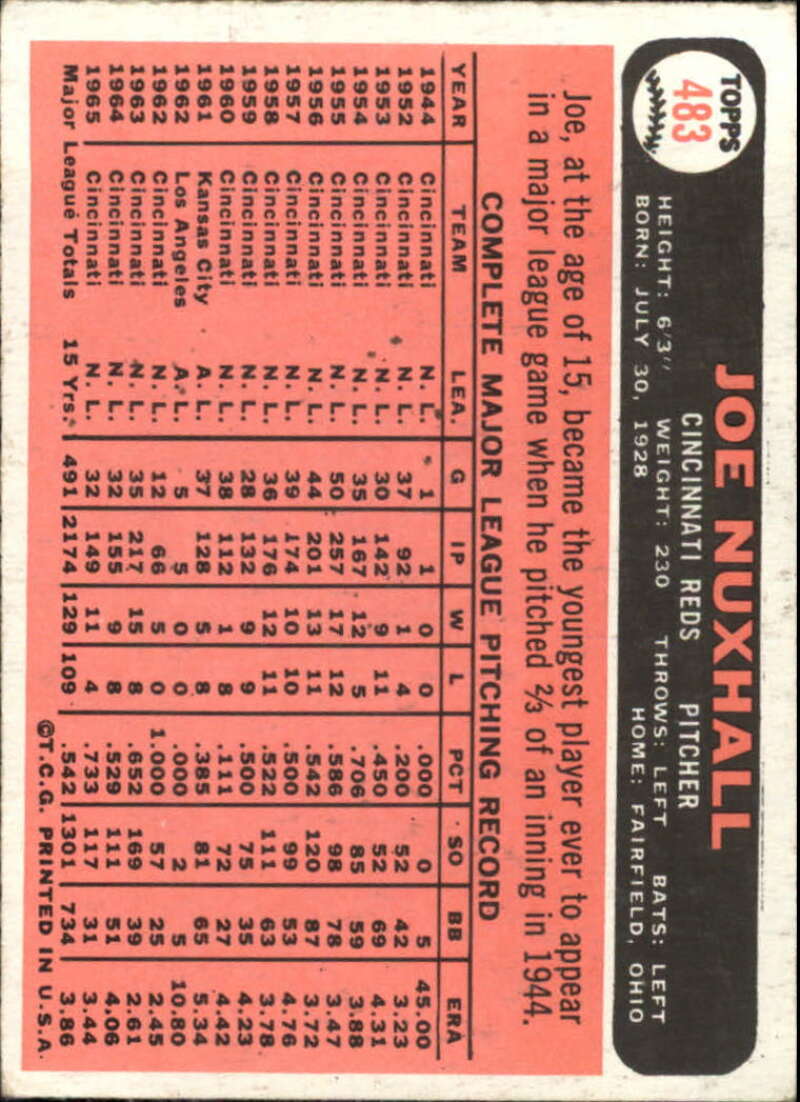 TOPPS
483
JOE NUXHALL
CINCINNATI REDS PITCHER
HEIGHT: 6'3" WEIGHT: 230 THROWS: LEFT BATS: LEFT
BORN: JULY 30, 1928 HOME: FAIRFIELD, OHIO
Joe, at the age of 15, became the youngest player ever to appear
in a major league game when he pitched ⅔ of an inning in 1944.
COMPLETE MAJOR LEAGUE PITCHING RECORD
YEAR TEAM LEA. G IP W L PCT SO BB ERA
1944 Cincinnati N. L. 1 1 0 0 .000 0 5 45.00
1952 Cincinnati N. L. 37 92 1 4 .200 52 42 3.23
1953 Cincinnati N. L. 30 142 9 11 .450 52 69 4.31
1954 Cincinnati N. L. 35 167 12 5 .706 85 59 3.88
1955 Cincinnati N. L. 50 257 17 12 .586 98 78 3.47
1956 Cincinnati N. L. 44 201 13 11 .542 120 87 3.72
1957 Cincinnati N. L. 39 174 10 10 .500 99 53 4.76
1958 Cincinnati N. L. 36 176 12 11 .522 111 63 3.78
1959 Cincinnati N. L. 28 132 9 9 .500 75 35 4.23
1960 Cincinnati N. L. 38 112 1 8 .111 72 27 4.42
1961 Kansas City A. L. 37 128 5 8 .385 81 65 5.34
1962 Los Angeles A. L. 5 5 0 0 .000 2 5 10.80
1962 Cincinnati N. L. 12 66 5 0 1.000 57 25 2.45
1963 Cincinnati N. L. 35 217 15 8 .652 169 39 2.61
1964 Cincinnati N. L. 32 155 9 8 .529 111 51 4.06
1965 Cincinnati N. L. 32 149 11 4 .733 117 31 3.44
Major League Totals 15 Yrs. 491 2174 129 109 .542 1301 734 3.86
©T.C.G. PRINTED IN U.S.A.